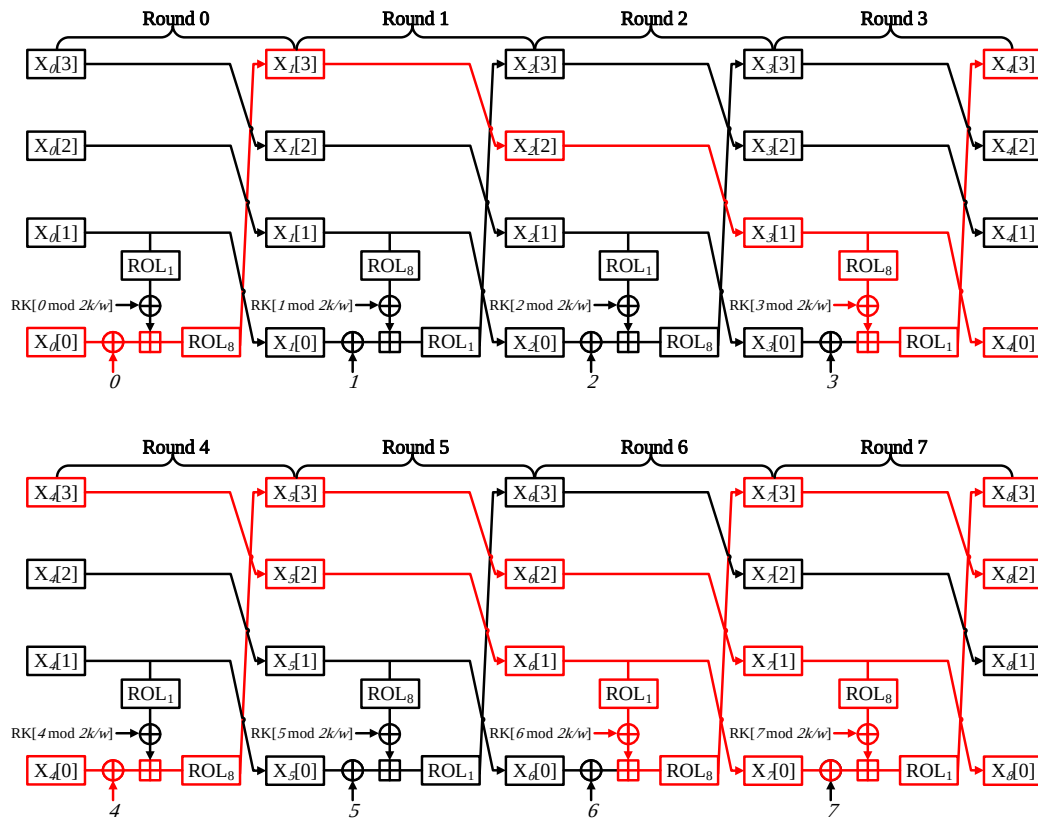 Round 0 Round 1 Round 2 Round 3
X0[3] X1[3] X2[3] X3[3] X4[3]
X0[2] X1[2] X2[2] X3[2] X4[2]
X0[1] X1[1] X2[1] X3[1] X4[1]
ROL1 ROL8 ROL1 ROL8
RK[0 mod 2k/w] RK[1 mod 2k/w] RK[2 mod 2k/w] RK[3 mod 2k/w]
X0[0] ROL8 X1[0] ROL1 X2[0] ROL8 X3[0] ROL1 X4[0]
0 1 2 3
Round 4 Round 5 Round 6 Round 7
X4[3] X5[3] X6[3] X7[3] X8[3]
X4[2] X5[2] X6[2] X7[2] X8[2]
X4[1] X5[1] X6[1] X7[1] X8[1]
ROL1 ROL8 ROL1 ROL8
RK[4 mod 2k/w] RK[5 mod 2k/w] RK[6 mod 2k/w] RK[7 mod 2k/w]
X4[0] ROL8 X5[0] ROL1 X6[0] ROL8 X7[0] ROL1 X8[0]
4 5 6 7